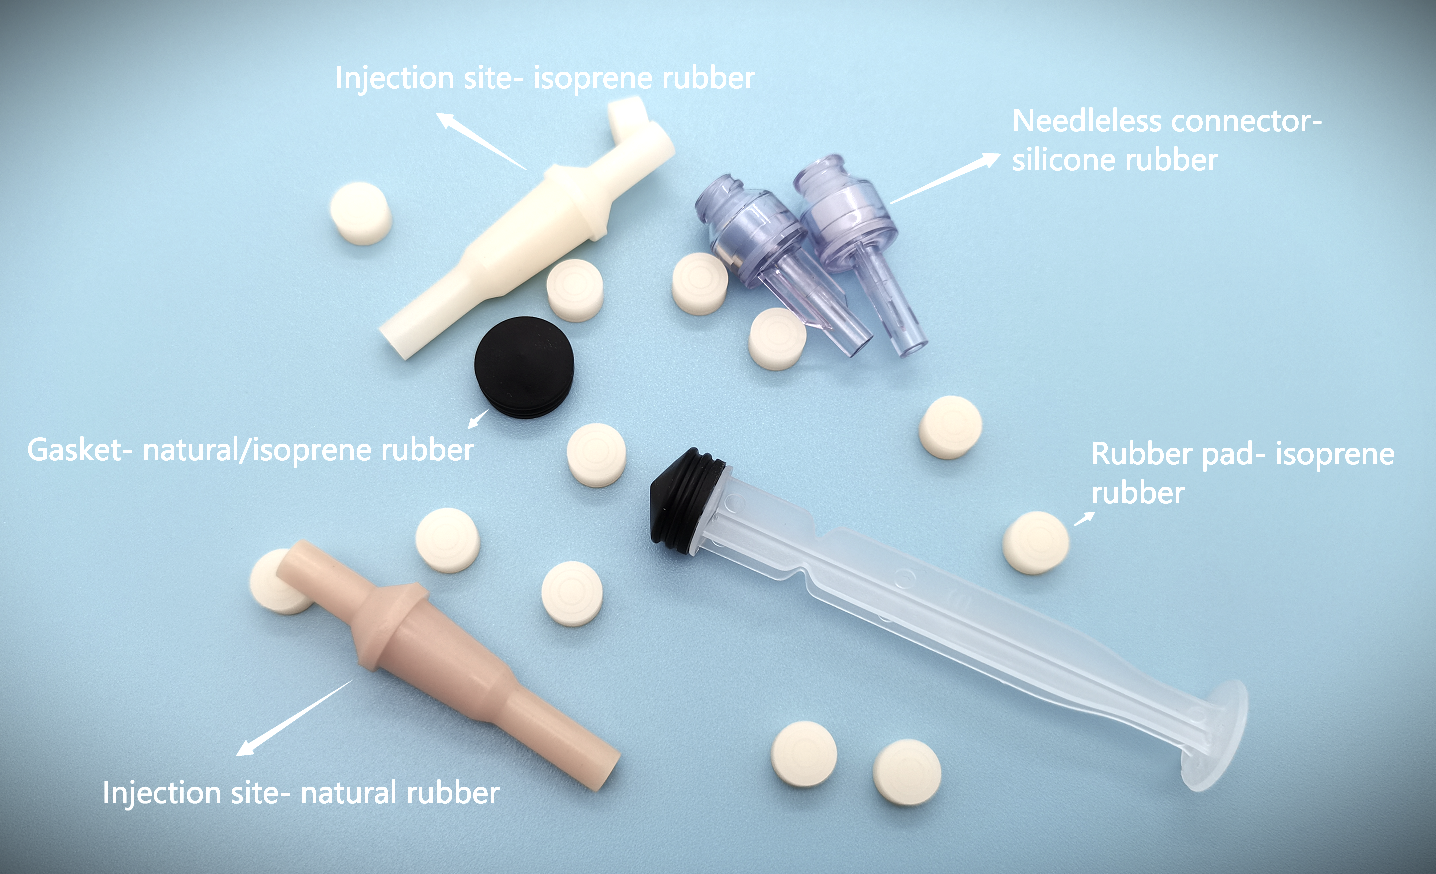 Injection site- isoprene rubber
Needleless connector-
silicone rubber
Gasket- natural/isoprene rubber
Rubber pad- isoprene
rubber
Injection site- natural rubber